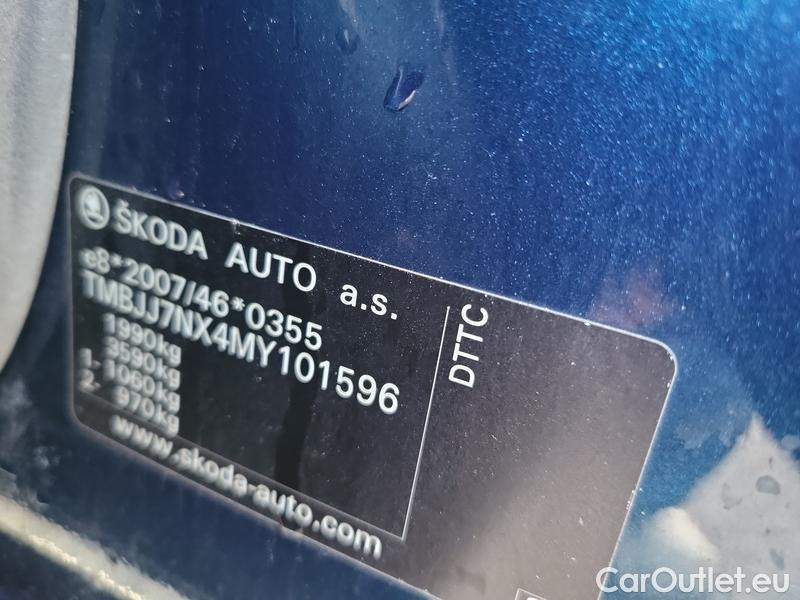 ŠKODA AUTO a.s.
e8*2007/46*0355
TMBJJ7NX4MY101596
1990kg
3590kg
1- 1060kg
2- 970kg
www.skoda-auto.com
DTTC
CarOutlet.eu